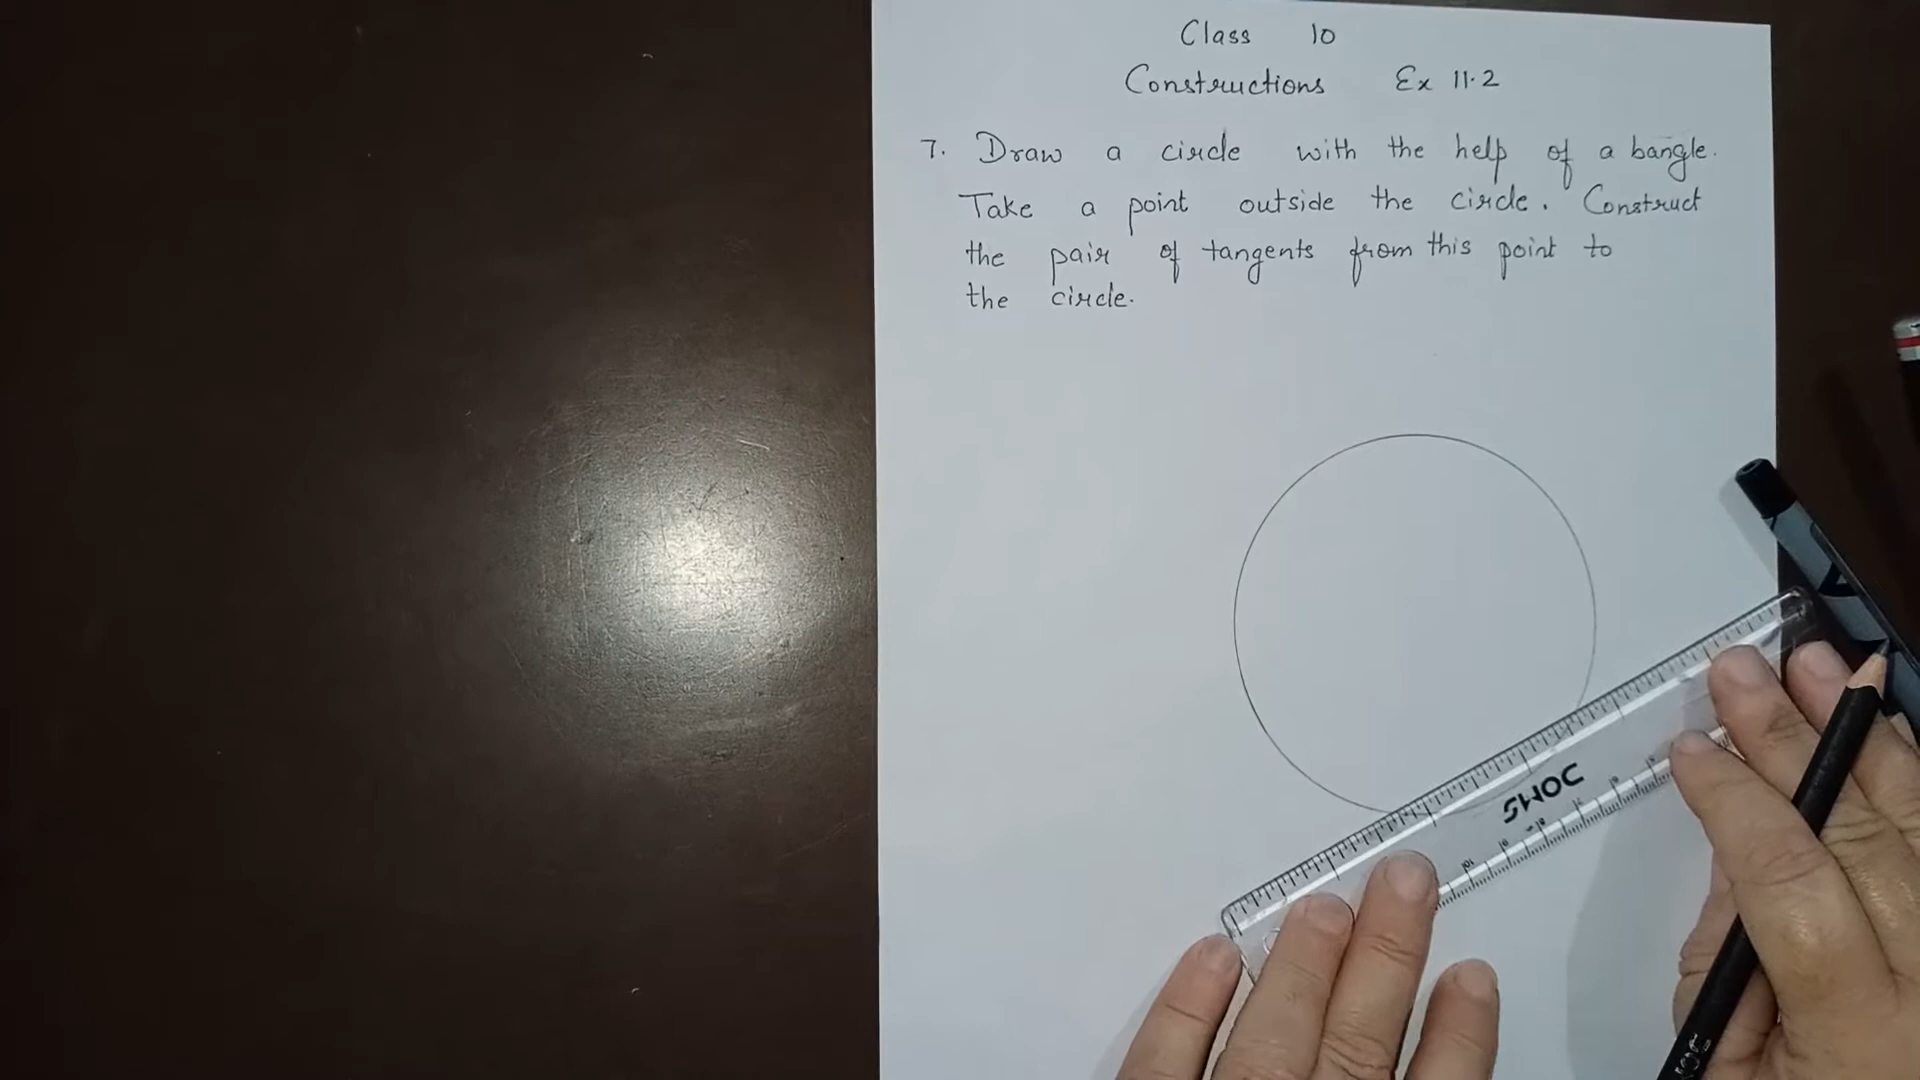 Class 10
Constructions Ex 11.2
7. Draw a circle with the help of a bangle.
Take a point outside the circle. Construct
the pair of tangents from this point to
the circle.
DOMS